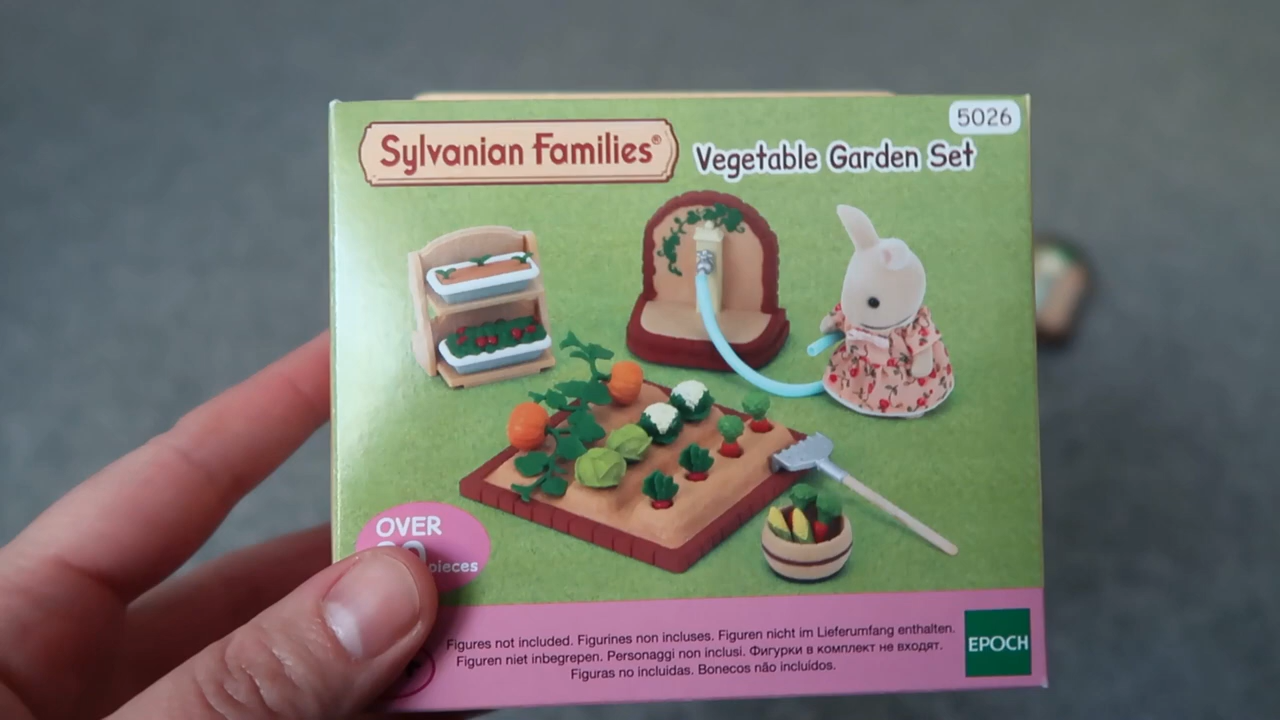 5026
Sylvanian Families®
Vegetable Garden Set
OVER
pieces
Figures not included. Figurines non incluses. Figuren nicht im Lieferumfang enthalten.
Figuren niet inbegrepen. Personaggi non inclusi. Фигурки в комплект не входят.
Figuras no incluidas. Bonecos não incluídos.
EPOCH